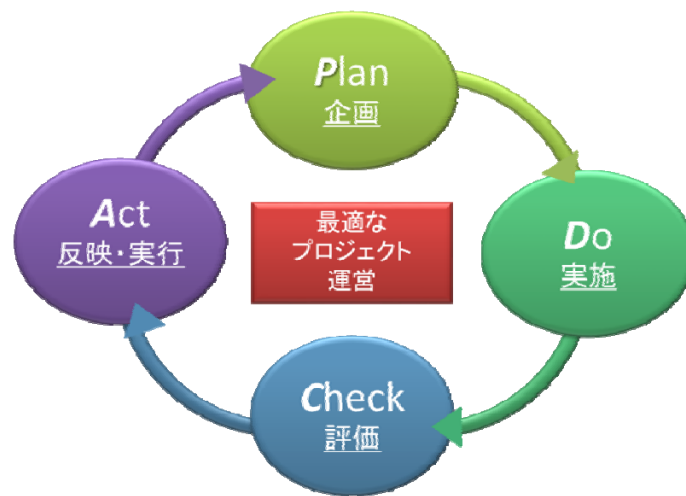 Plan
企画
Do
実施
Check
評価
Act
反映・実行
最適な
プロジェクト
運営